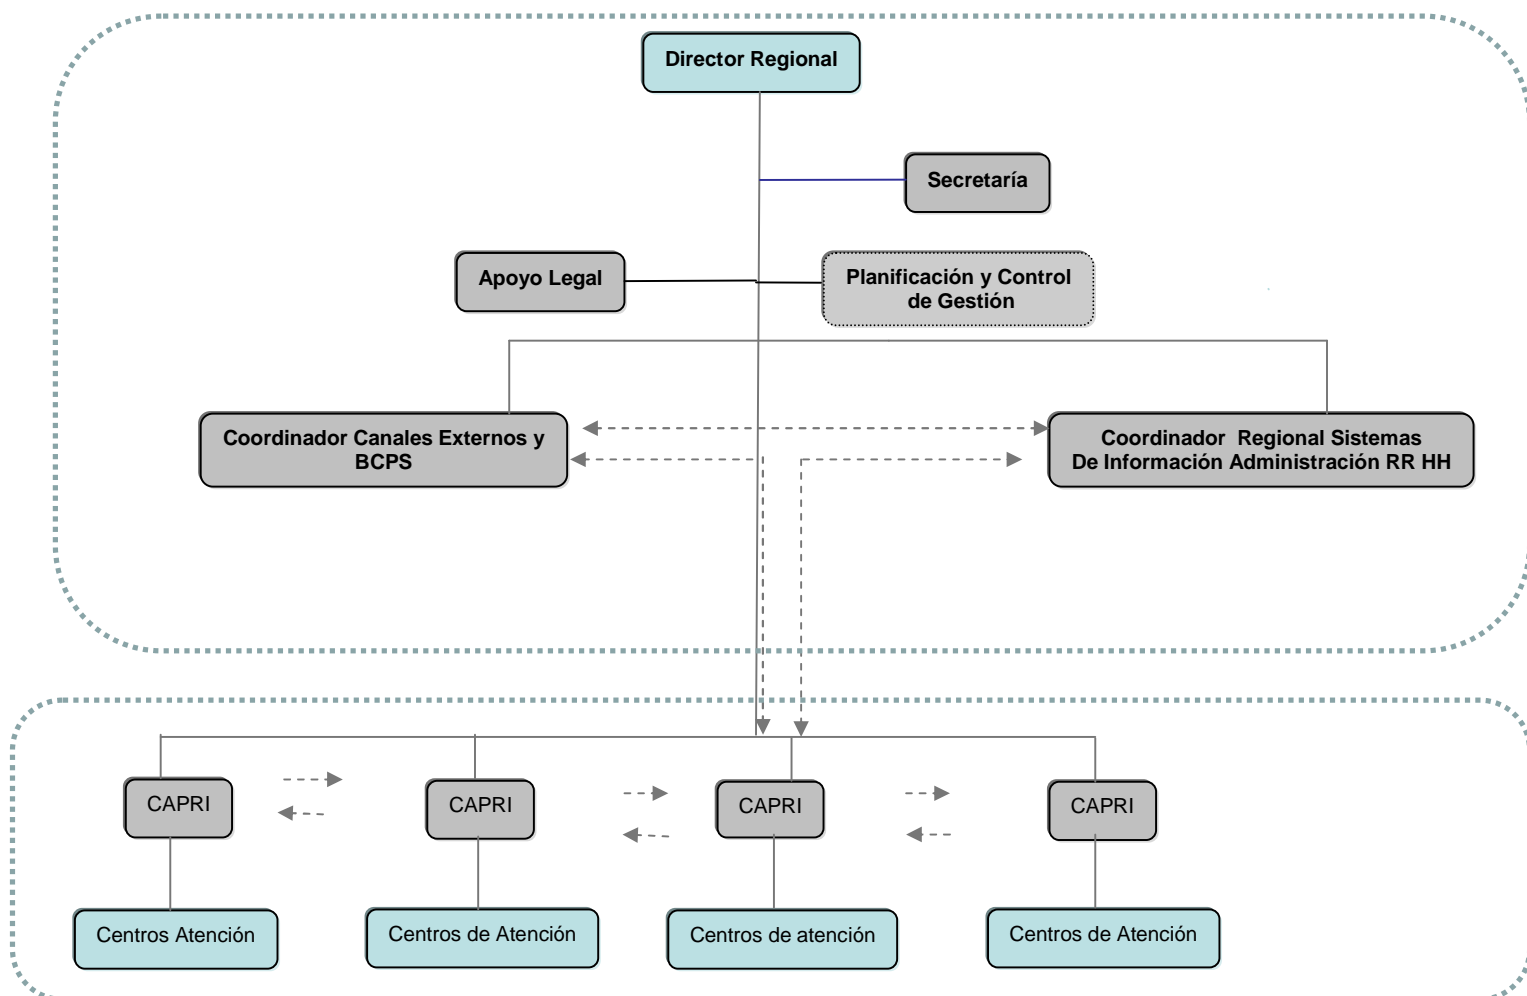 Director Regional
Secretaría
Apoyo Legal
Planificación y Control
de Gestión
Coordinador Canales Externos y
BCPS
Coordinador Regional Sistemas
De Información Administración RR HH
CAPRI
CAPRI
CAPRI
CAPRI
Centros Atención
Centros de Atención
Centros de atención
Centros de Atención